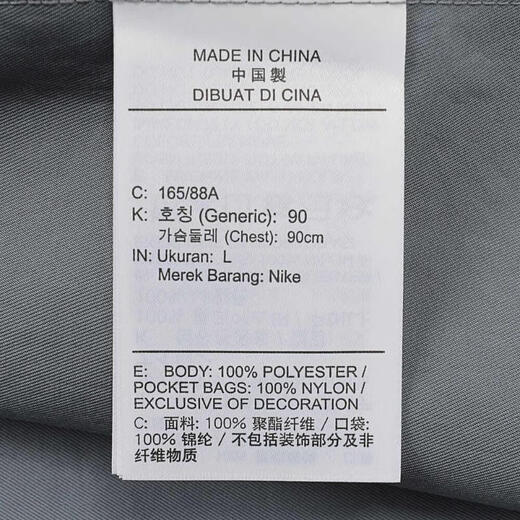 MADE IN CHINA
中国製
DIBUAT DI CINA
C: 165/88A
K: 호칭 (Generic): 90
가슴둘레 (Chest): 90cm
IN: Ukuran: L
Merek Barang: Nike
E: BODY: 100% POLYESTER /
POCKET BAGS: 100% NYLON /
EXCLUSIVE OF DECORATION
C: 面料: 100% 聚酯纤维 / 口袋:
100% 锦纶 / 不包括装饰部分及非
纤维物质